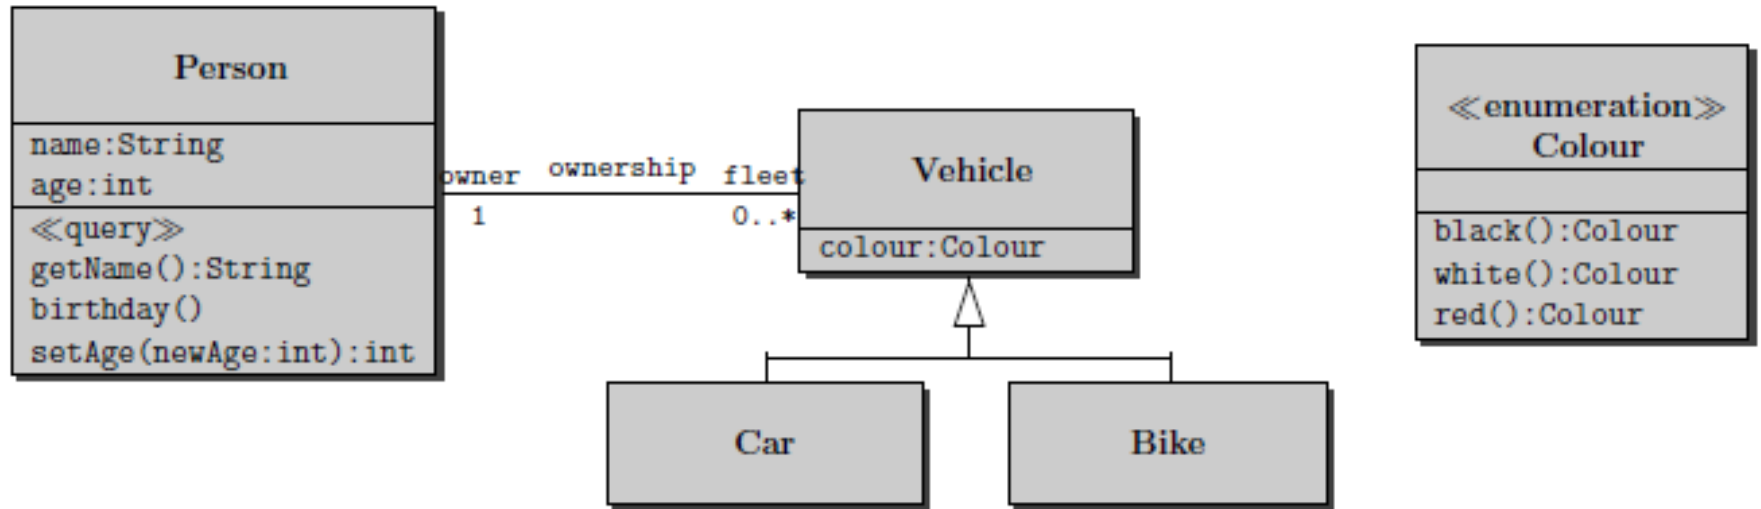 Person
name:String
age:int
≪query≫
getName():String
birthday()
setAge(newAge:int):int
owner
ownership
fleet
1
0..*
Vehicle
colour:Colour
Car
Bike
≪enumeration≫
Colour
black():Colour
white():Colour
red():Colour